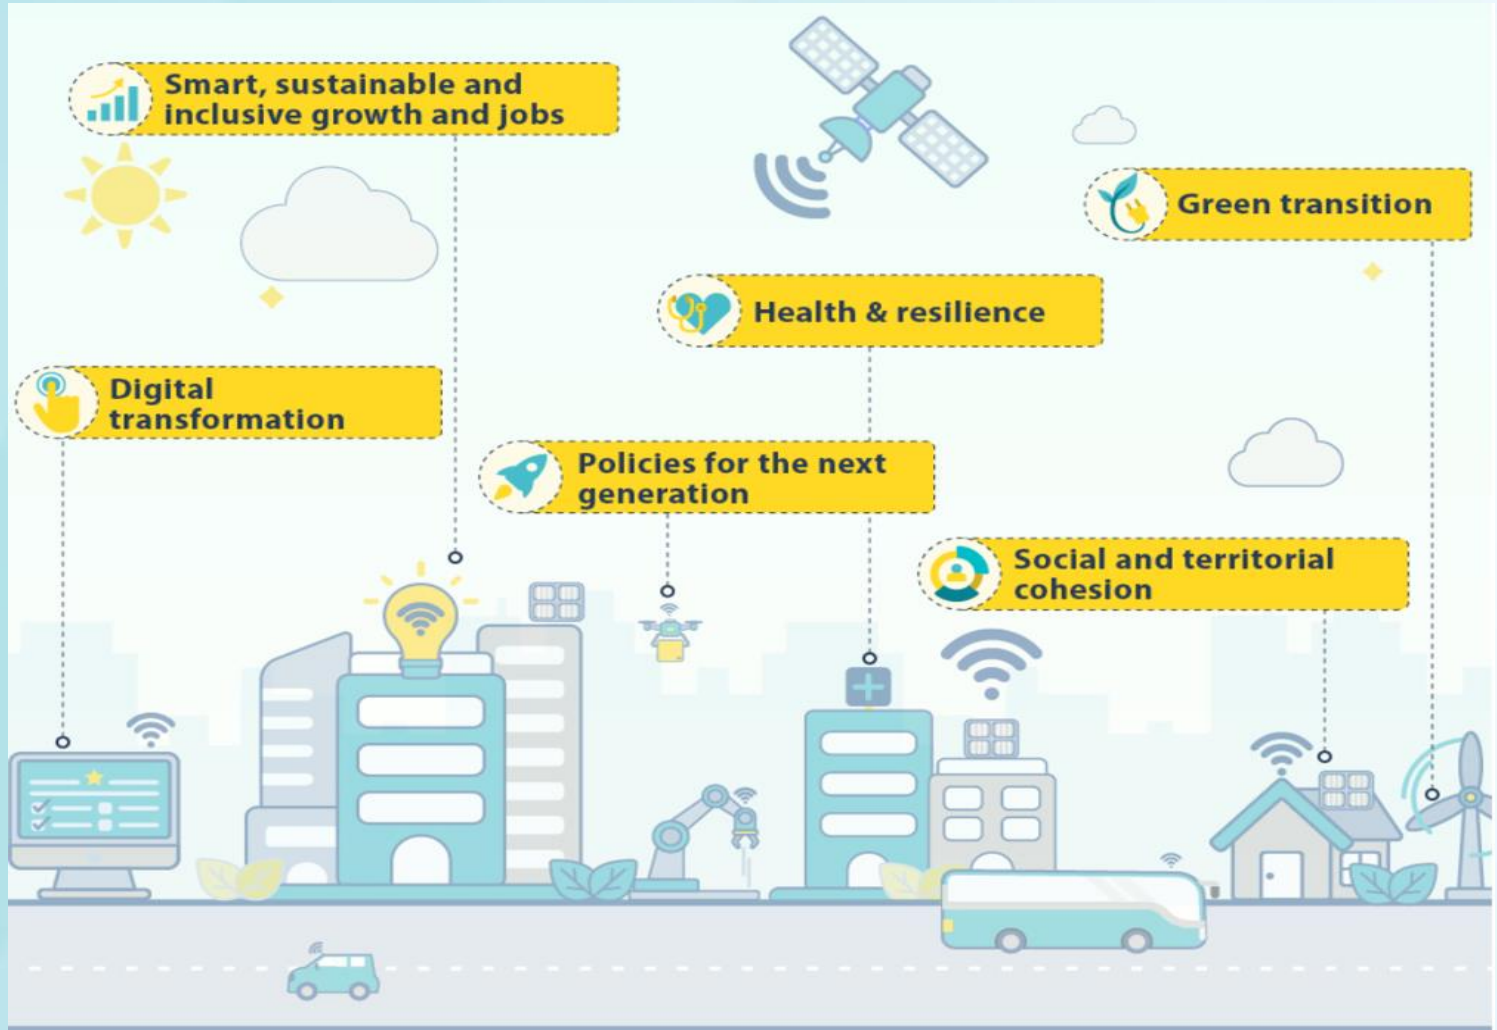 Smart, sustainable and
inclusive growth and jobs
Green transition
Health & resilience
Digital
transformation
Policies for the next
generation
Social and territorial
cohesion